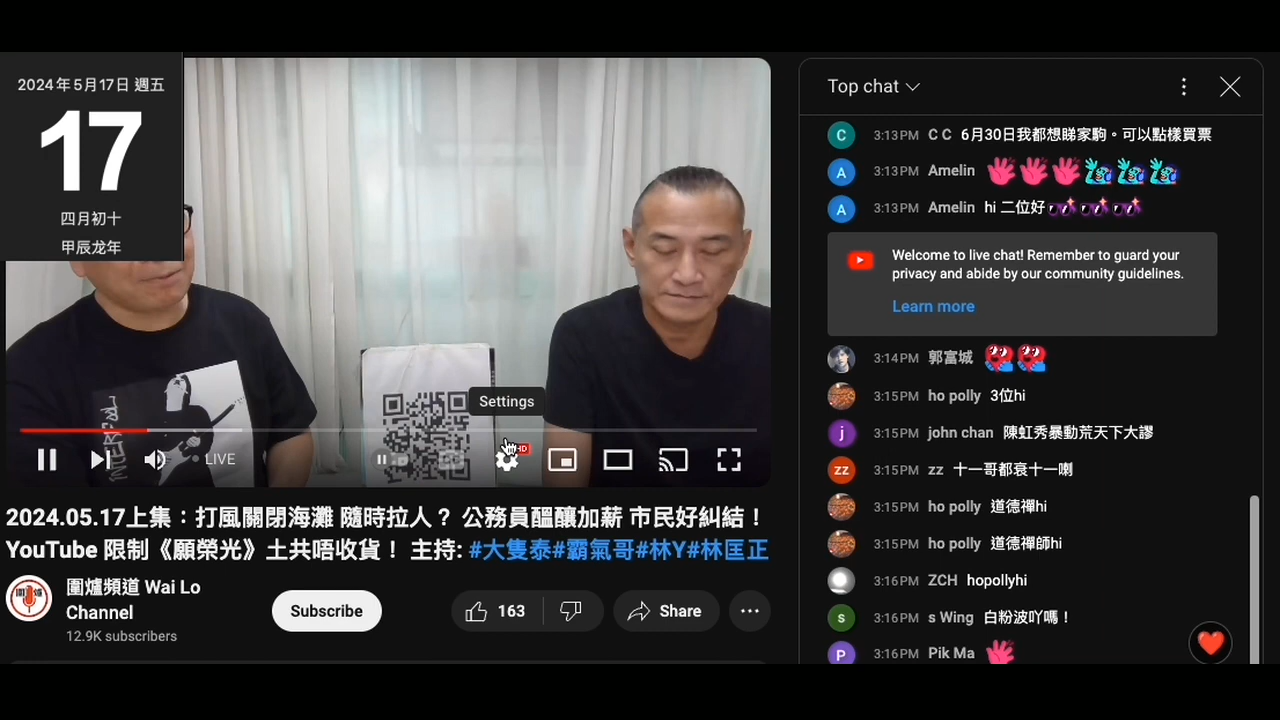 2024年5月17日 週五
17
四月初十
甲辰龙年
Settings
HD
LIVE
2024.05.17上集：打風關閉海灘 隨時拉人？ 公務員醞釀加薪 市民好糾結！
YouTube 限制《願榮光》土共唔收貨！ 主持: #大隻泰#霸氣哥#林Y#林匡正
圍爐頻道 Wai Lo
Channel
12.9K subscribers
Subscribe
163
Share
Top chat
C 3:13PM C C 6月30日我都想睇家駒。可以點樣買票
A 3:13PM Amelin
A 3:13PM Amelin hi 二位好
Welcome to live chat! Remember to guard your
privacy and abide by our community guidelines.
Learn more
3:14PM 郭富城
3:15PM ho polly 3位hi
j 3:15PM john chan 陳虹秀暴動荒天下大謬
zz 3:15PM zz 十一哥都衰十一喇
3:15PM ho polly 道德禪hi
3:15PM ho polly 道德禪師hi
3:16PM ZCH hopollyhi
s 3:16PM s Wing 白粉波吖嗎！
P 3:16PM Pik Ma